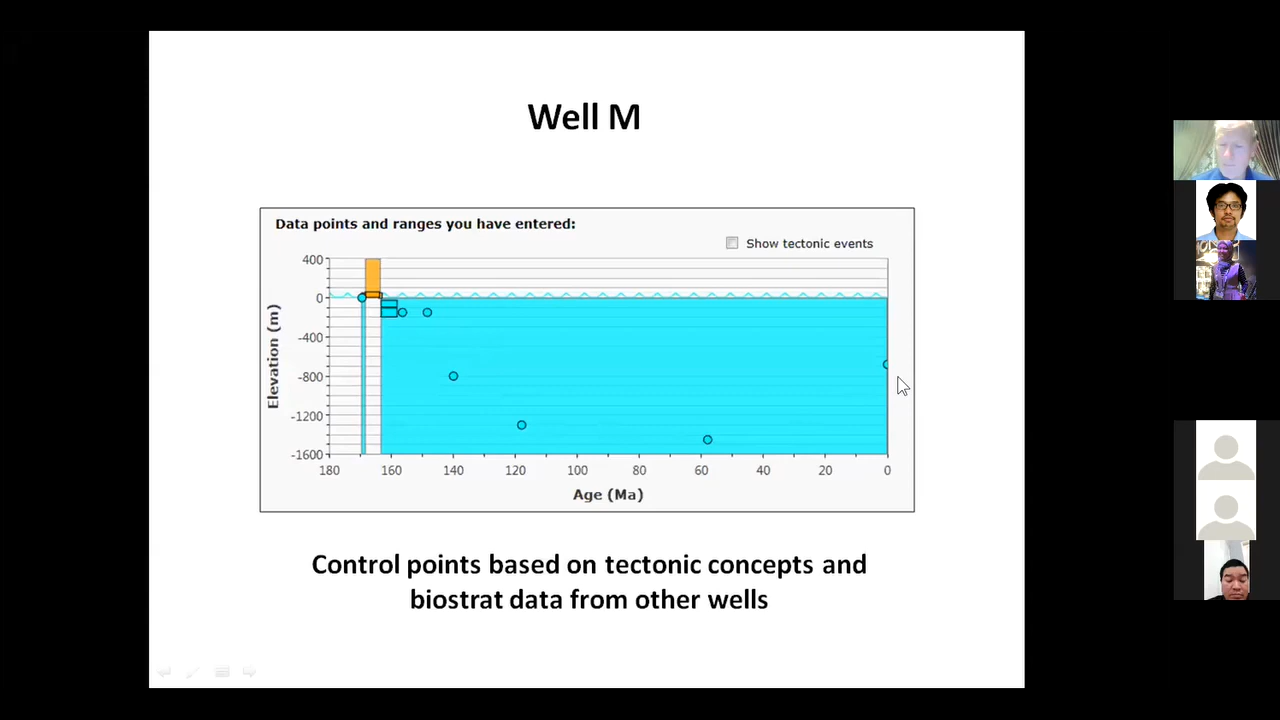 Well M
Data points and ranges you have entered:
Show tectonic events
400
0
-400
-800
-1200
-1600
Elevation (m)
180 160 140 120 100 80 60 40 20 0
Age (Ma)
Control points based on tectonic concepts and
biostrat data from other wells